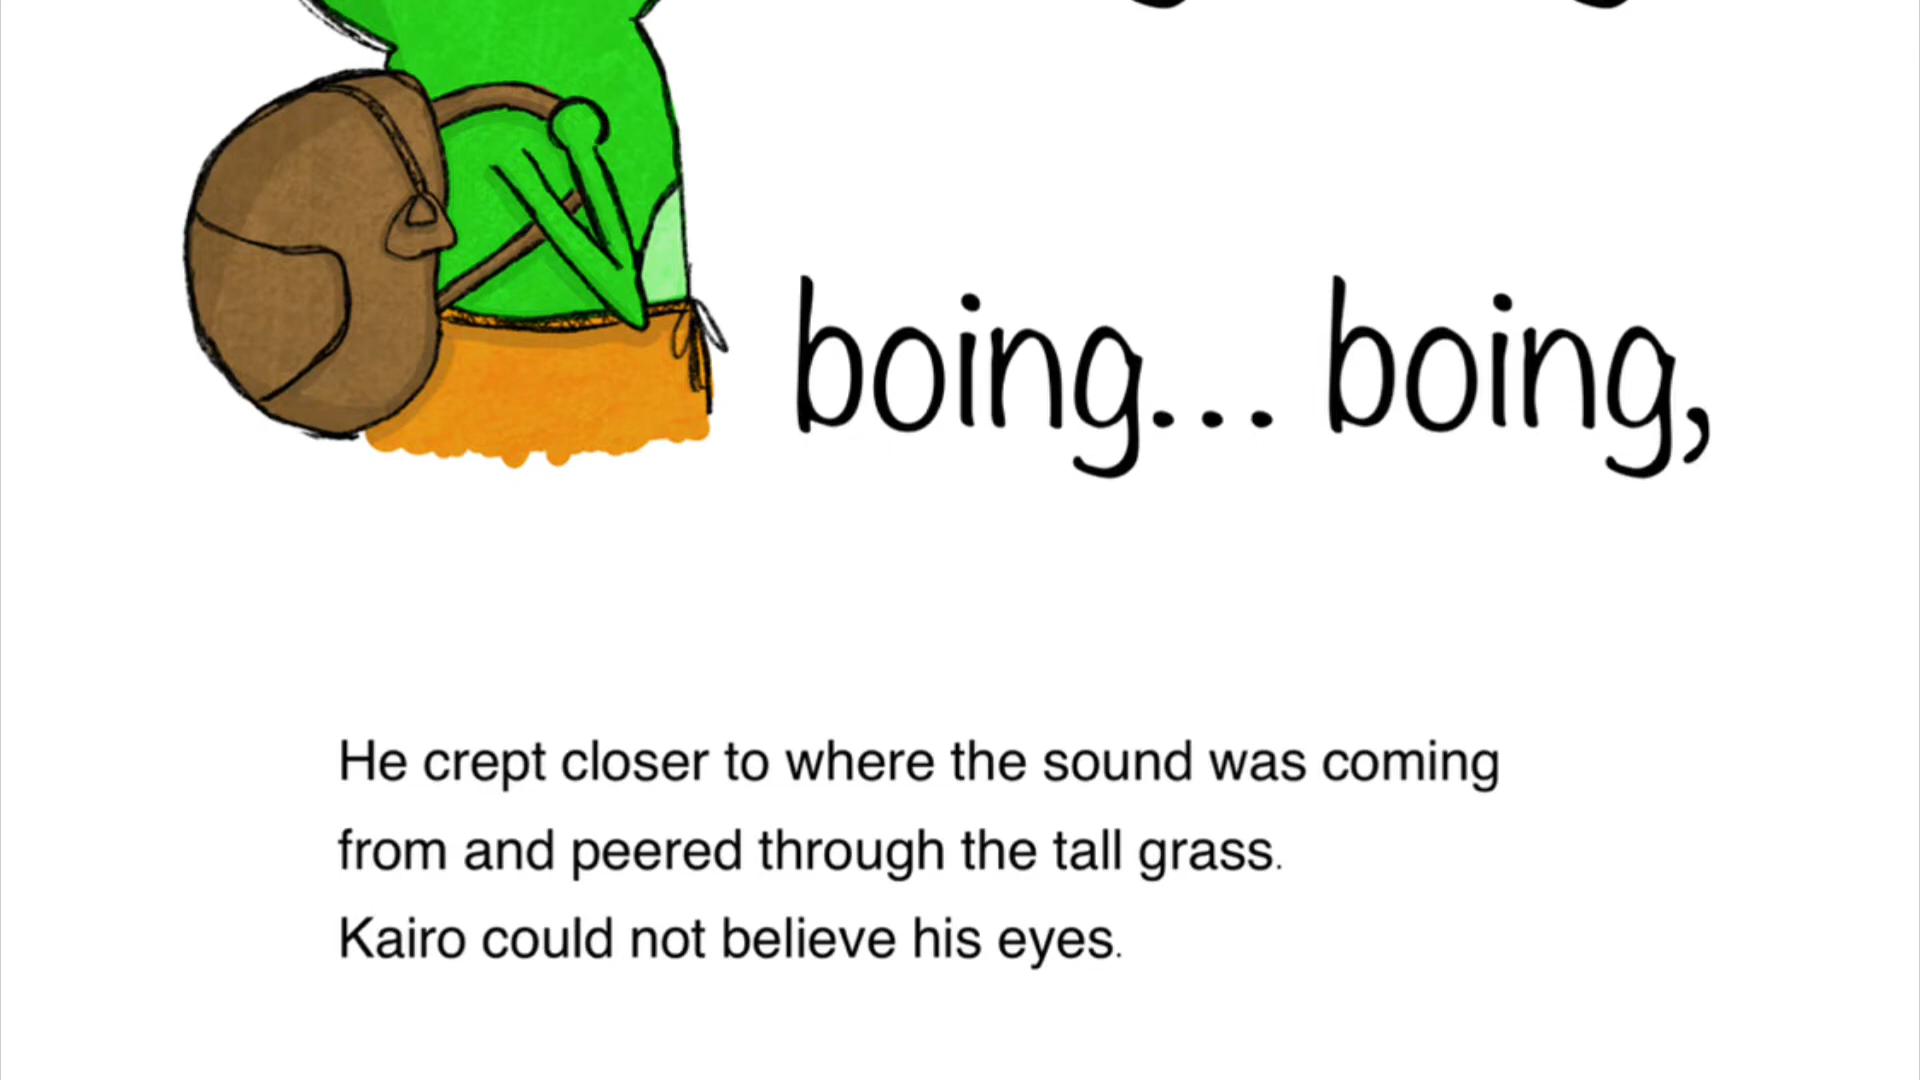 boing... boing,
He crept closer to where the sound was coming
from and peered through the tall grass.
Kairo could not believe his eyes.